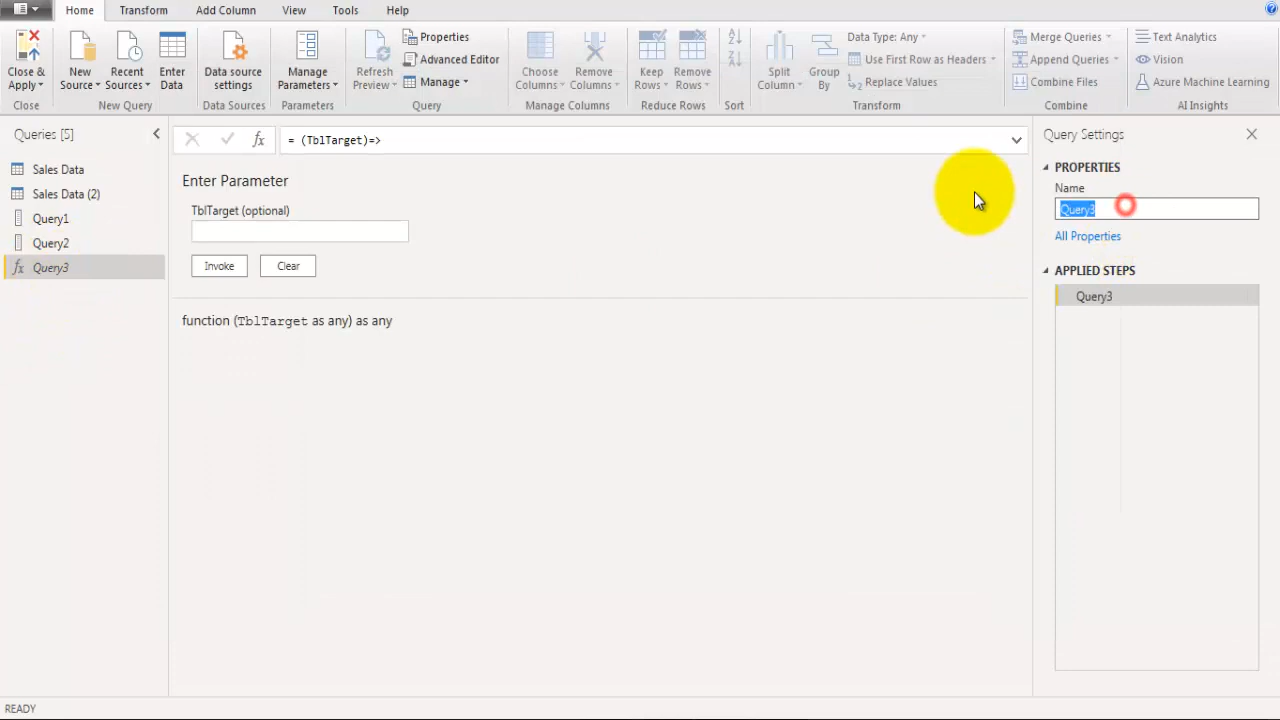 Home Transform Add Column View Tools Help
Close &
Apply
New
Source
Recent
Sources
Enter
Data
Data source
settings
Manage
Parameters
Refresh
Preview
Properties
Advanced Editor
Manage
Choose
Columns
Remove
Columns
Keep
Rows
Remove
Rows
Split
Column
Group
By
Data Type: Any
Use First Row as Headers
Replace Values
Merge Queries
Append Queries
Combine Files
Text Analytics
Vision
Azure Machine Learning
Close New Query Data Sources Parameters Query Manage Columns Reduce Rows Sort Transform Combine AI Insights
Queries [5]
Sales Data
Sales Data (2)
Query1
Query2
fx Query3
fx = (TblTarget)=>
Enter Parameter
TblTarget (optional)
Invoke Clear
function (TblTarget as any) as any
Query Settings
PROPERTIES
Name
Query3
All Properties
APPLIED STEPS
Query3
READY